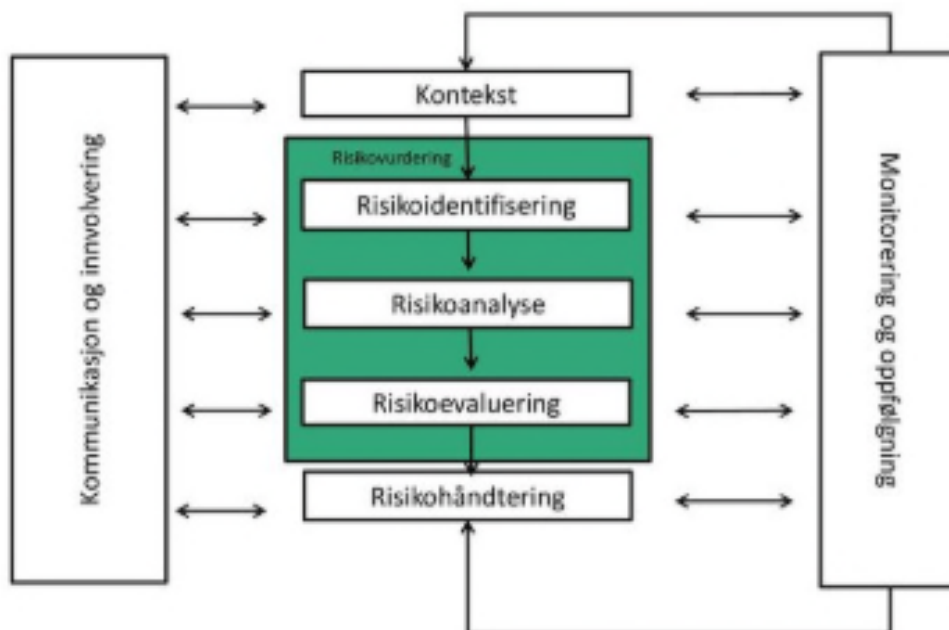 Kommunikasjon og innvolvering
Kontekst
Risikovurdering
Risikoidentifisering
Risikoanalyse
Risikoevaluering
Risikohåndtering
Monitorering og oppfølgning